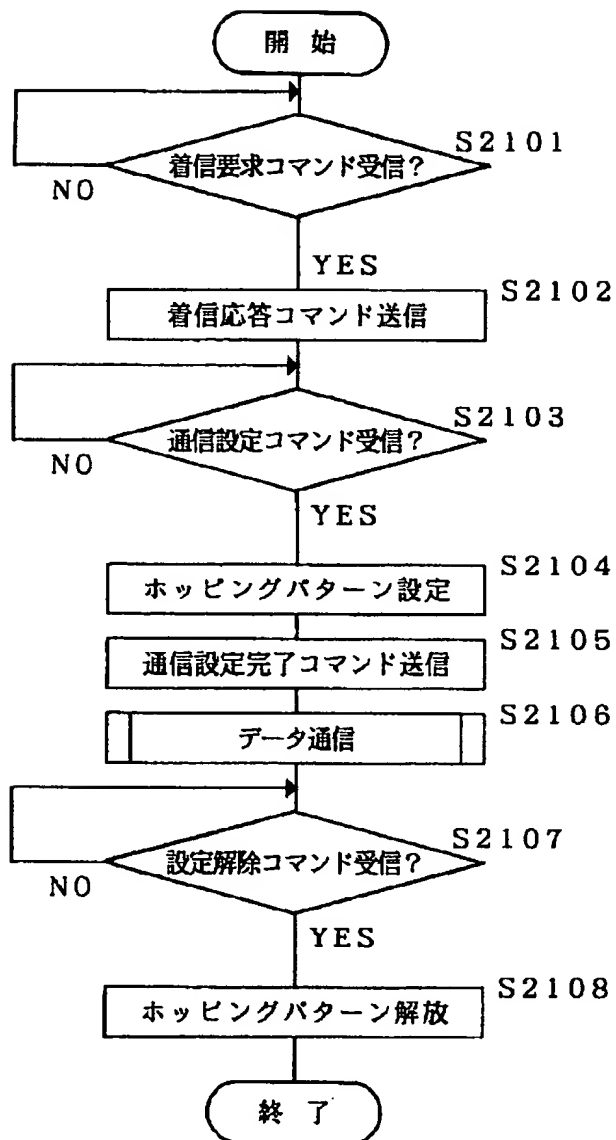 開始
S2101
着信要求コマンド受信?
NO
YES
S2102
着信応答コマンド送信
S2103
通信設定コマンド受信?
NO
YES
S2104
ホッピングパターン設定
S2105
通信設定完了コマンド送信
S2106
データ通信
S2107
設定解除コマンド受信?
NO
YES
S2108
ホッピングパターン解放
終了